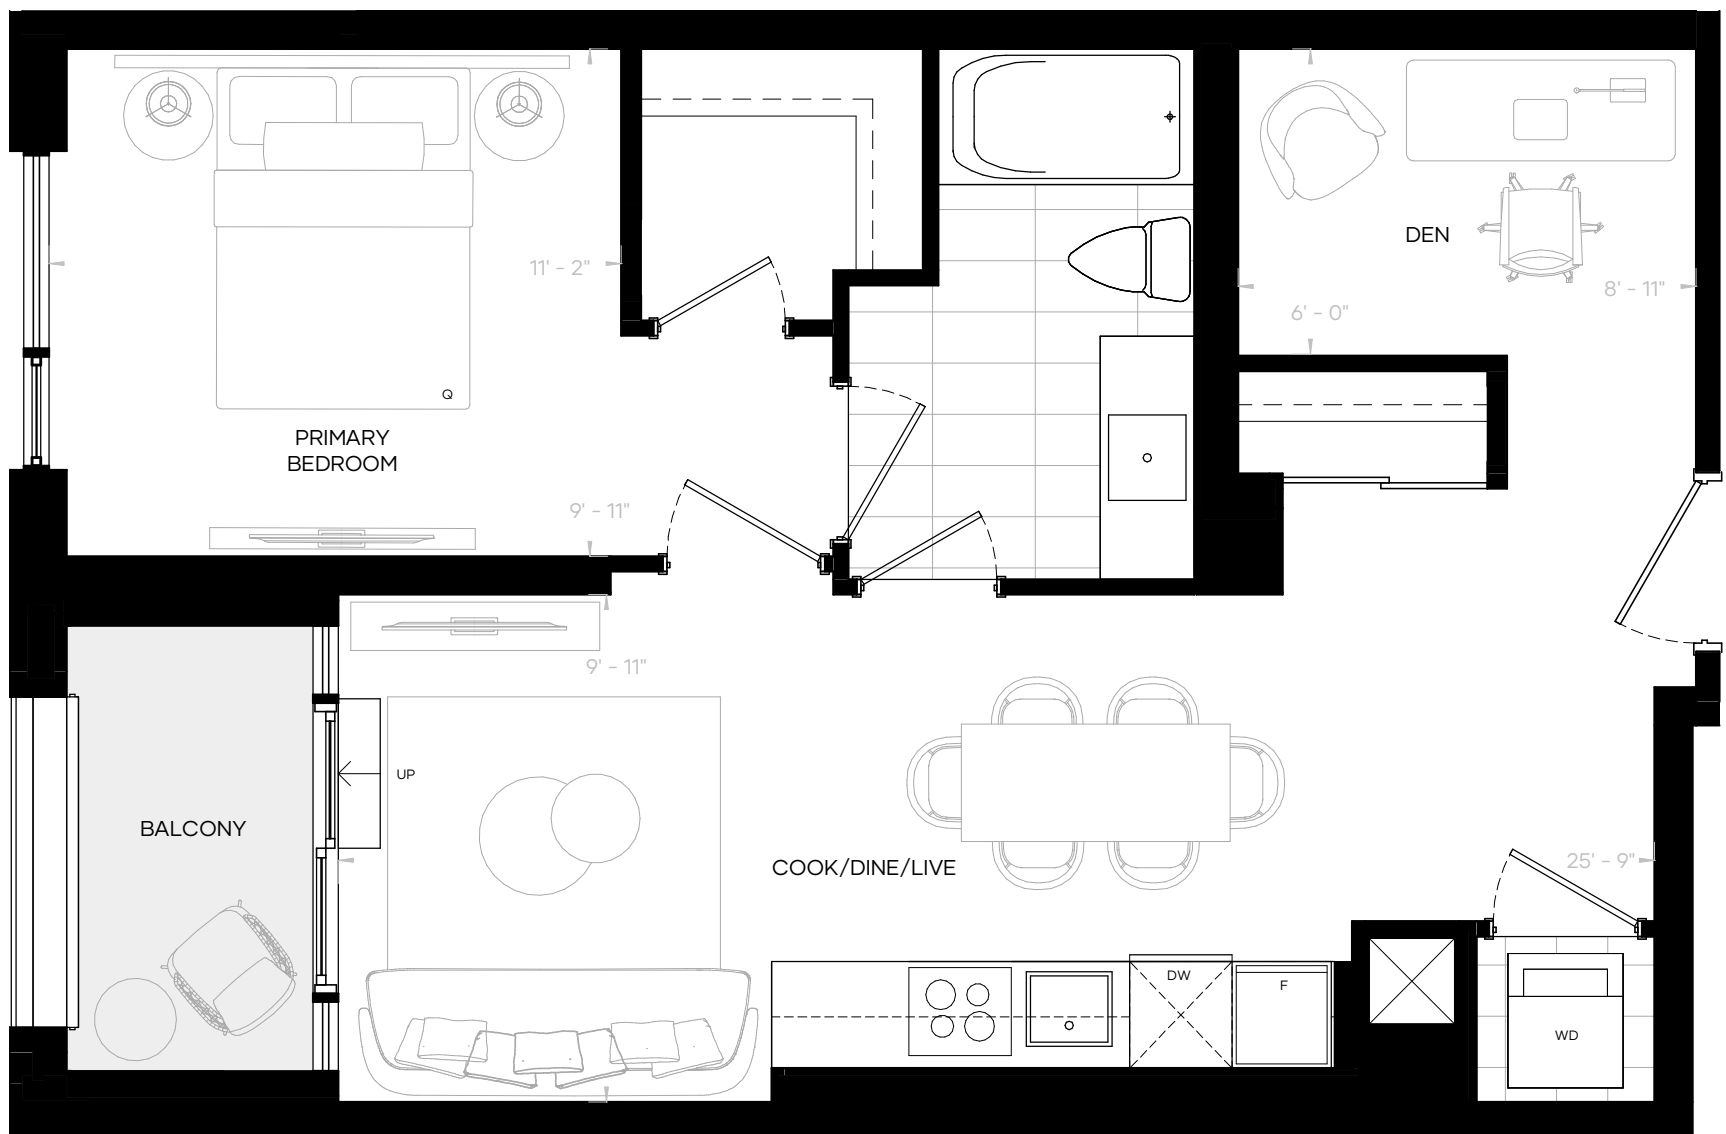 DEN
11' - 2"
8' - 11"
6' - 0"
Q
PRIMARY
BEDROOM
9' - 11"
9' - 11"
UP
BALCONY
COOK/DINE/LIVE
25' - 9"
DW
F
WD